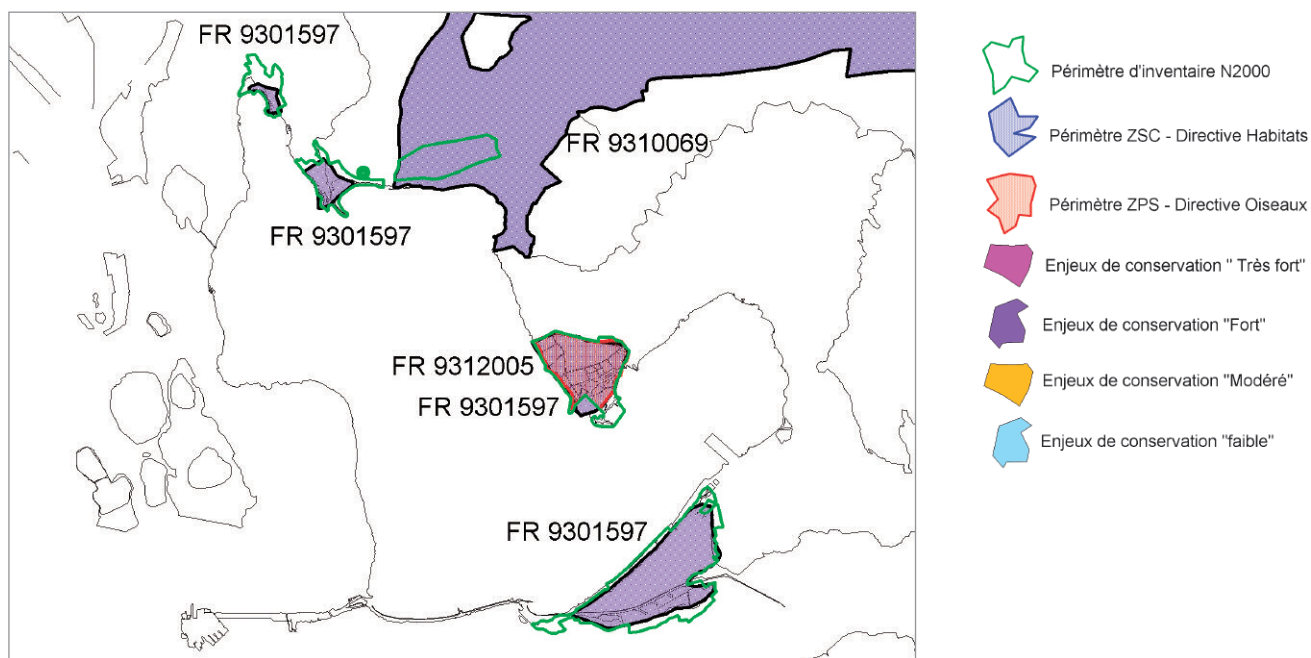 FR 9301597
FR 9310069
FR 9301597
FR 9312005
FR 9301597
FR 9301597
Périmètre d'inventaire N2000
Périmètre ZSC - Directive Habitats
Périmètre ZPS - Directive Oiseaux
Enjeux de conservation " Très fort"
Enjeux de conservation "Fort"
Enjeux de conservation "Modéré"
Enjeux de conservation "faible"